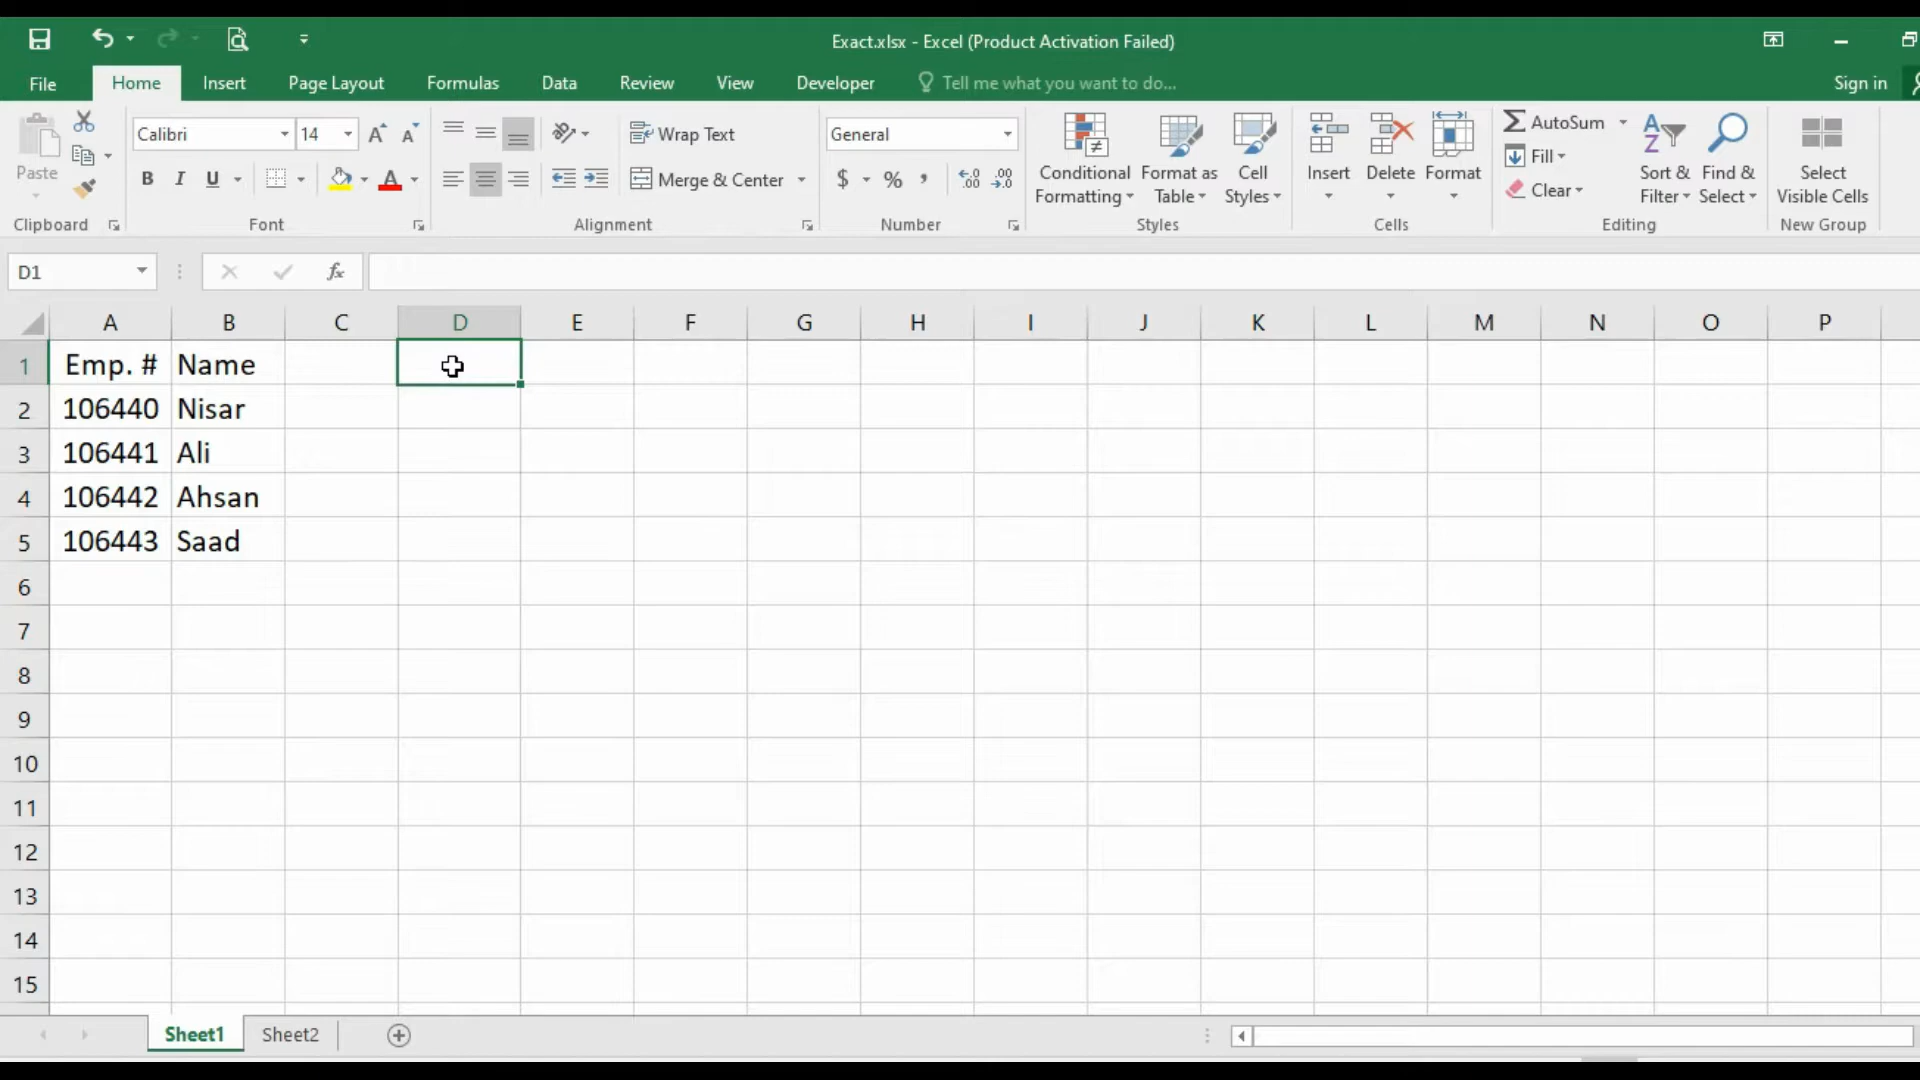 Exact.xlsx - Excel (Product Activation Failed)
File Home Insert Page Layout Formulas Data Review View Developer Tell me what you want to do... Sign in
Paste
Clipboard
Calibri 14 A A
B I U A
Font
Wrap Text
Merge & Center
Alignment
General
$ % , .00 .0 .00
Number
Conditional Formatting
Format as Table
Cell Styles
Styles
Insert Delete Format
Cells
AutoSum
Fill
Clear
Sort & Filter
Find & Select
Editing
Select Visible Cells
New Group
D1 fx
A B C D E F G H I J K L M N O P
1 Emp. # Name
2 106440 Nisar
3 106441 Ali
4 106442 Ahsan
5 106443 Saad
6
7
8
9
10
11
12
13
14
15
Sheet1 Sheet2